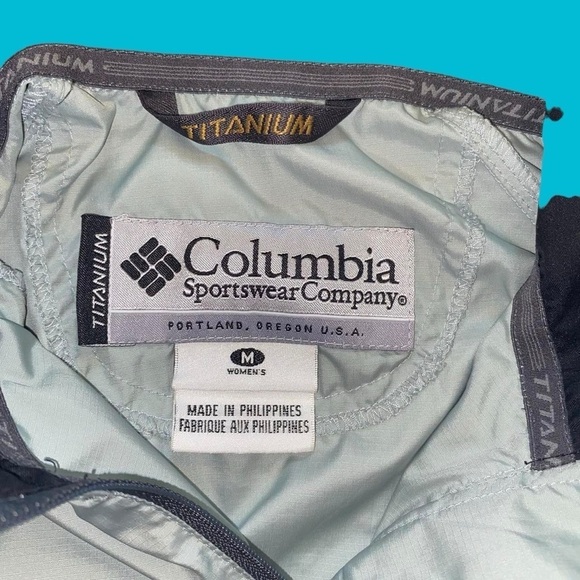 TITANIUM
TITANIUM
TITANIUM
TITANIUM
Columbia
Sportswear Company®
PORTLAND, OREGON U.S.A.
M
WOMEN'S
MADE IN PHILIPPINES
FABRIQUE AUX PHILIPPINES